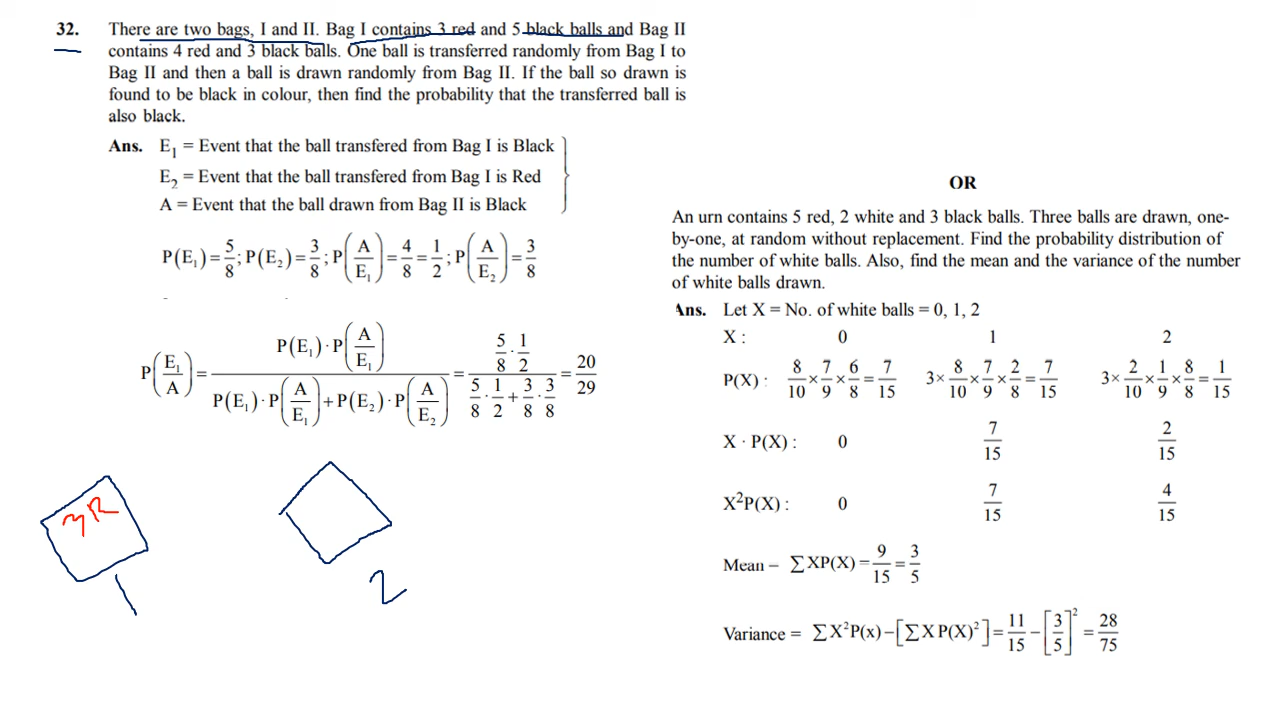 32. There are two bags, I and II. Bag I contains 3 red and 5 black balls and Bag II
contains 4 red and 3 black balls. One ball is transferred randomly from Bag I to
Bag II and then a ball is drawn randomly from Bag II. If the ball so drawn is
found to be black in colour, then find the probability that the transferred ball is
also black.
Ans. E₁ = Event that the ball transfered from Bag I is Black
E₂ = Event that the ball transfered from Bag I is Red
A = Event that the ball drawn from Bag II is Black
P(E₁) = 5/8; P(E₂) = 3/8; P(A/E₁) = 4/8 = 1/2; P(A/E₂) = 3/8
P(E₁/A) = (P(E₁)·P(A/E₁))/(P(E₁)·P(A/E₁)+P(E₂)·P(A/E₂)) = (5/8·1/2)/(5/8·1/2+3/8·3/8) = 20/29
3R
1
2
OR
An urn contains 5 red, 2 white and 3 black balls. Three balls are drawn, one-
by-one, at random without replacement. Find the probability distribution of
the number of white balls. Also, find the mean and the variance of the number
of white balls drawn.
Ans. Let X = No. of white balls = 0, 1, 2
X : 0 1 2
P(X) : 8/10×7/9×6/8=7/15 3×8/10×7/9×2/8=7/15 3×2/10×1/9×8/8=1/15
X · P(X) : 0 7/15 2/15
X²P(X) : 0 7/15 4/15
Mean – ∑XP(X) = 9/15 = 3/5
Variance = ∑X²P(x)–[∑XP(X)²] = 11/15 – [3/5]² = 28/75